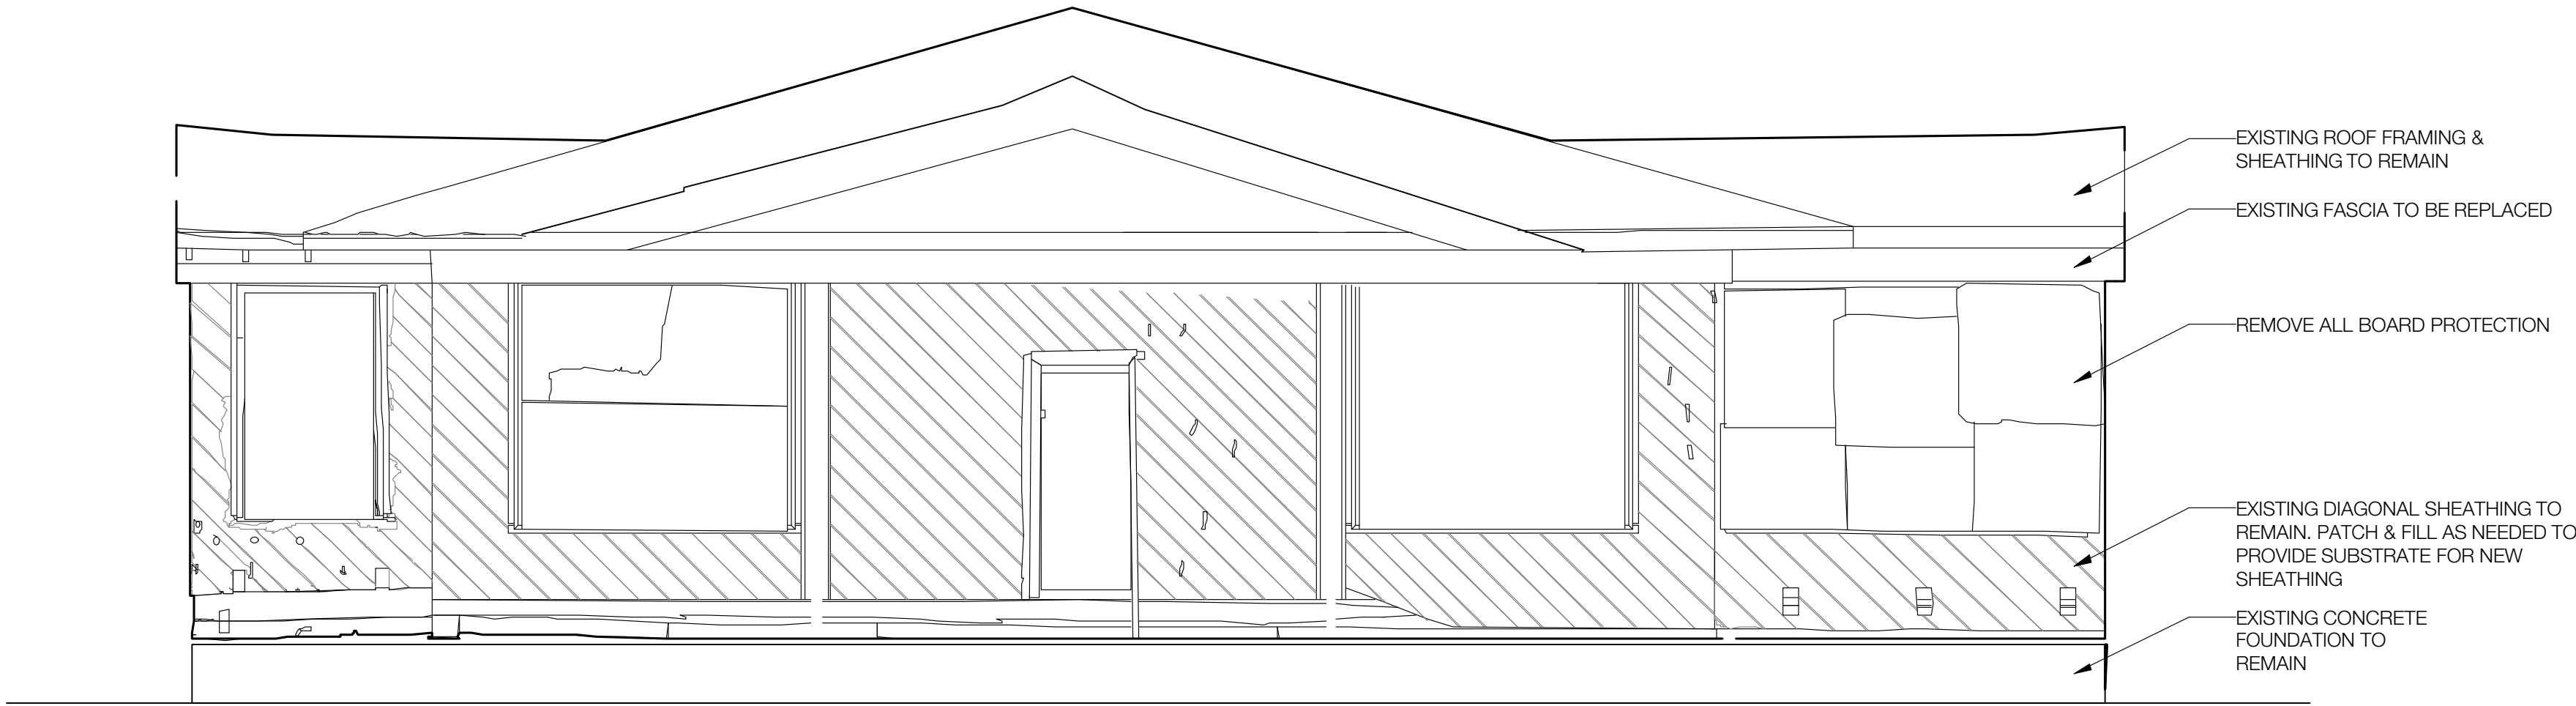 EXISTING ROOF FRAMING &
SHEATHING TO REMAIN
EXISTING FASCIA TO BE REPLACED
REMOVE ALL BOARD PROTECTION
EXISTING DIAGONAL SHEATHING TO
REMAIN. PATCH & FILL AS NEEDED TO
PROVIDE SUBSTRATE FOR NEW
SHEATHING
EXISTING CONCRETE
FOUNDATION TO
REMAIN